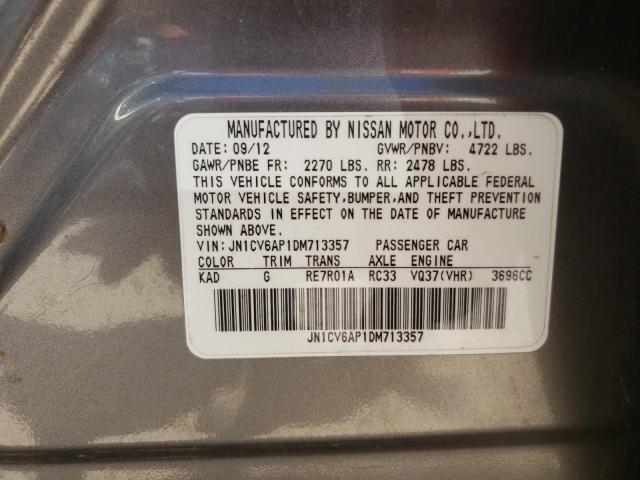 MANUFACTURED BY NISSAN MOTOR CO.,LTD.
DATE: 09/12 GVWR/PNBV: 4722 LBS.
GAWR/PNBE FR: 2270 LBS. RR: 2478 LBS.
THIS VEHICLE CONFORMS TO ALL APPLICABLE FEDERAL
MOTOR VEHICLE SAFETY,BUMPER,AND THEFT PREVENTION
STANDARDS IN EFFECT ON THE DATE OF MANUFACTURE
SHOWN ABOVE.
VIN: JN1CV6AP1DM713357 PASSENGER CAR
COLOR TRIM TRANS AXLE ENGINE
KAD G RE7R01A RC33 VQ37(VHR) 3696CC
JN1CV6AP1DM713357